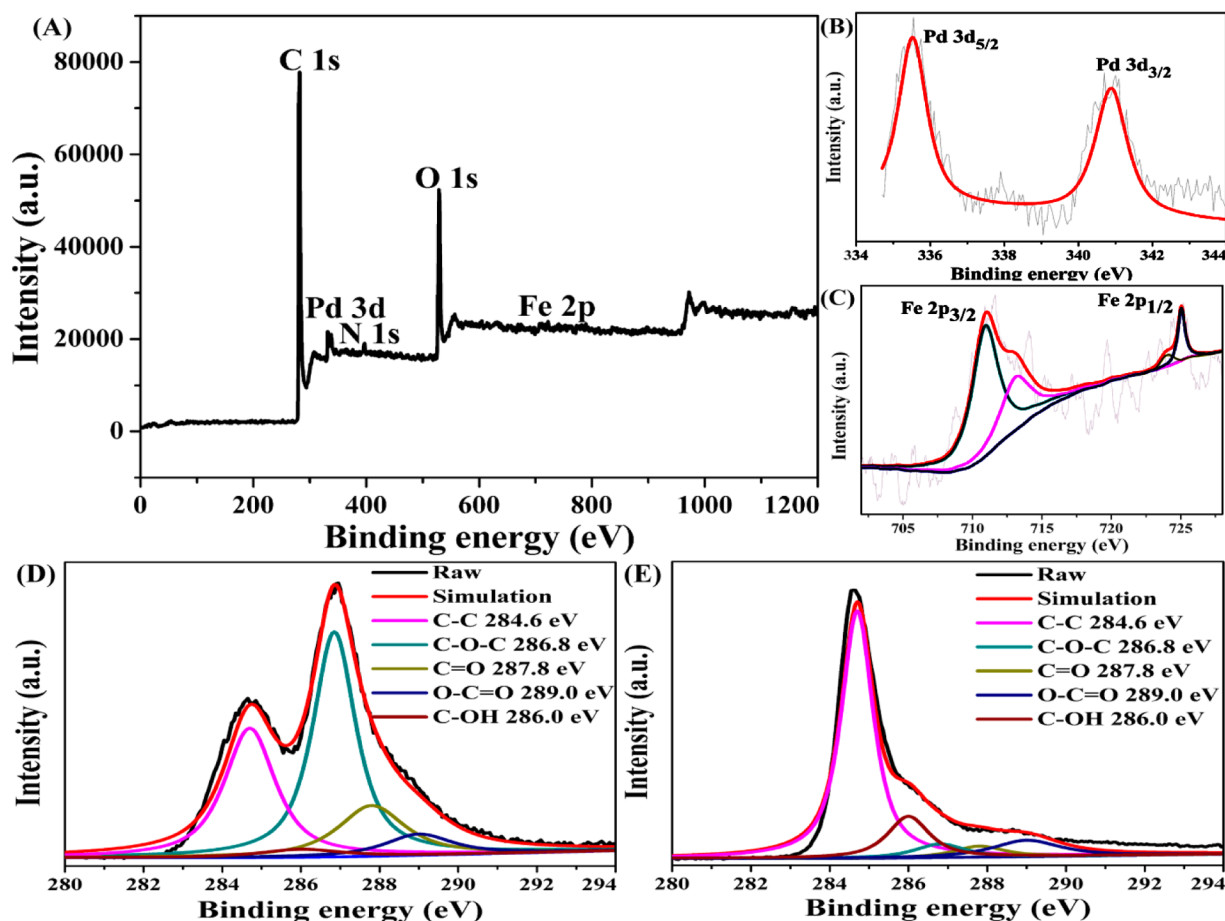 (A)
C 1s
O 1s
Pd 3d
N 1s
Fe 2p
80000
60000
40000
20000
0
Intensity (a.u.)
0 200 400 600 800 1000 1200
Binding energy (eV)
(B)
Pd 3d5/2
Pd 3d3/2
Intensity (a.u.)
334 336 338 340 342 344
Binding energy (eV)
(C)
Fe 2p3/2
Fe 2p1/2
Intensity (a.u.)
705 710 715 720 725
Binding energy (eV)
(D)
Raw
Simulation
C-C 284.6 eV
C-O-C 286.8 eV
C=O 287.8 eV
O-C=O 289.0 eV
C-OH 286.0 eV
Intensity (a.u.)
280 282 284 286 288 290 292 294
Binding energy (eV)
(E)
Raw
Simulation
C-C 284.6 eV
C-O-C 286.8 eV
C=O 287.8 eV
O-C=O 289.0 eV
C-OH 286.0 eV
Intensity (a.u.)
280 282 284 286 288 290 292 294
Binding energy (eV)